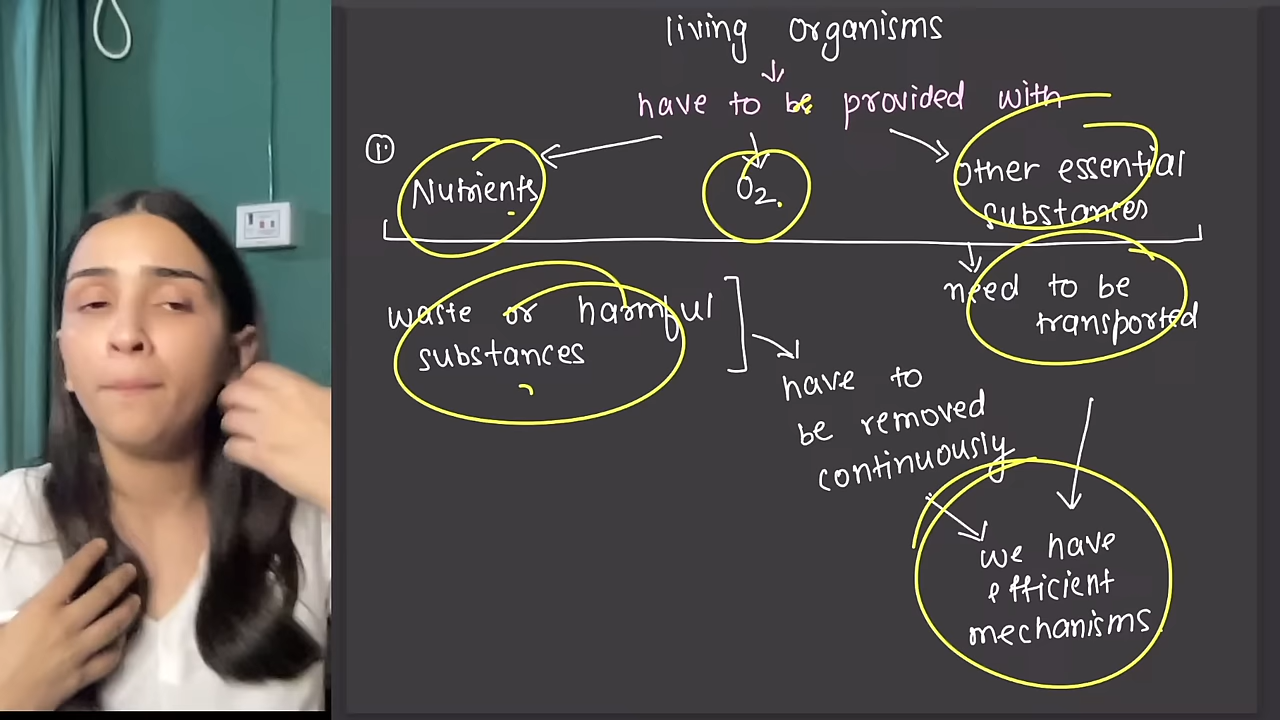 living organisms
↓
have to be provided with
① Nutrients O2 other essential
substances
need to be
transported
waste or harmful
substances
have to
be removed
continuously
we have
efficient
mechanisms